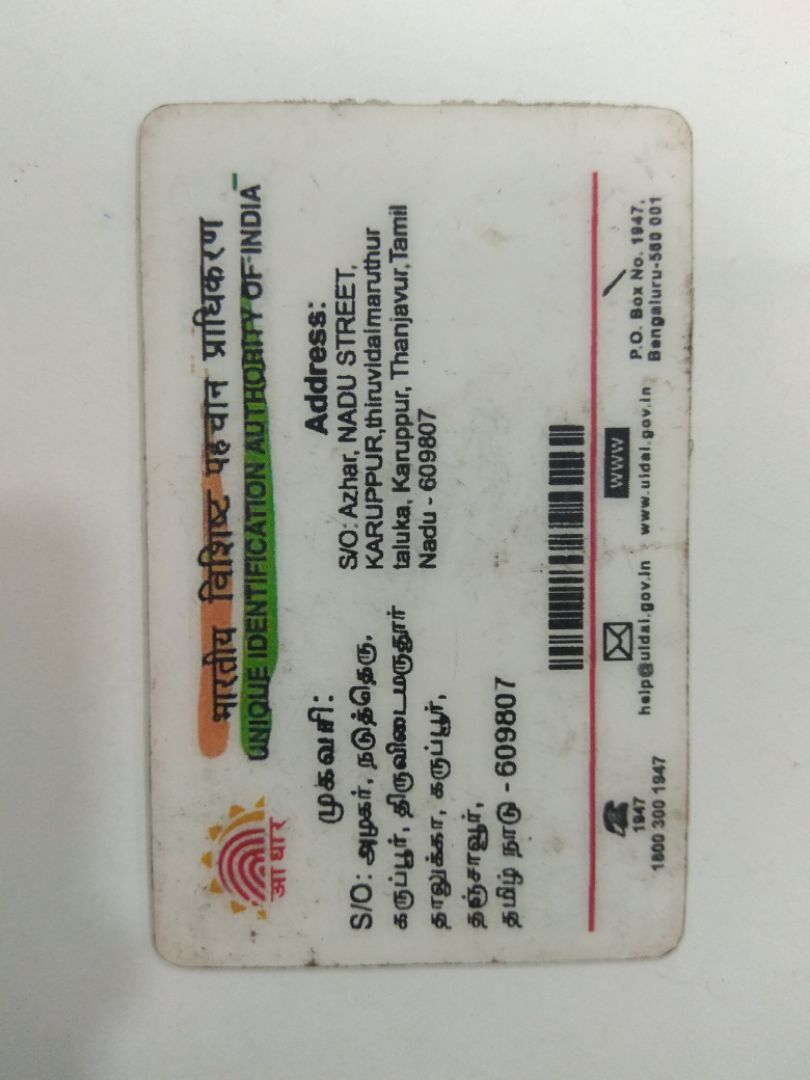 भारतीय विशिष्ट पहचान प्राधिकरण
UNIQUE IDENTIFICATION AUTHORITY OF INDIA
आधार
முகவரி:
S/O: அழகர், நடுத்தெரு,
கருப்பூர், திருவிடைமருதூர்
தாலுக்கா, கருப்பூர்,
தஞ்சாவூர்,
தமிழ் நாடு - 609807
Address:
S/O: Azhar, NADU STREET,
KARUPPUR,thiruvidalmaruthur
taluka, Karuppur, Thanjavur,Tamil
Nadu - 609807
1947
1800 300 1947
help@uidai.gov.in
WWW
www.uidai.gov.in
P.O. Box No. 1947,
Bengaluru-560 001